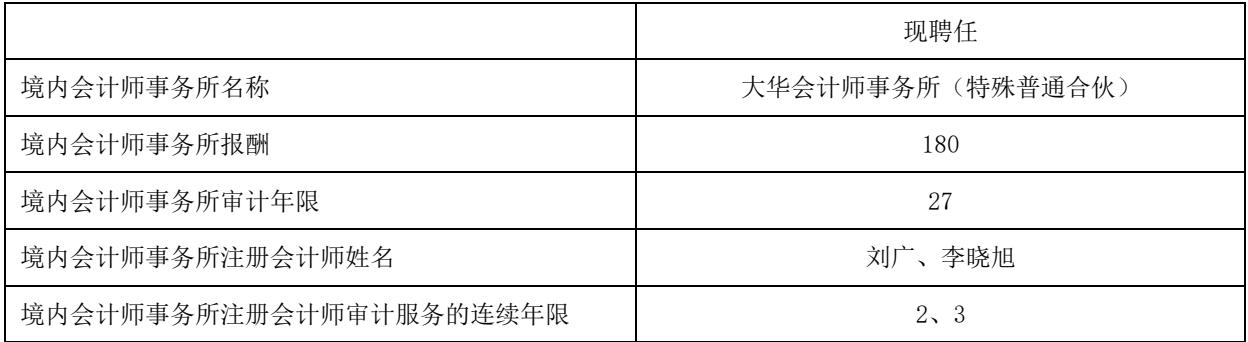 现聘任
境内会计师事务所名称 大华会计师事务所（特殊普通合伙）
境内会计师事务所报酬 180
境内会计师事务所审计年限 27
境内会计师事务所注册会计师姓名 刘广、李晓旭
境内会计师事务所注册会计师审计服务的连续年限 2、3